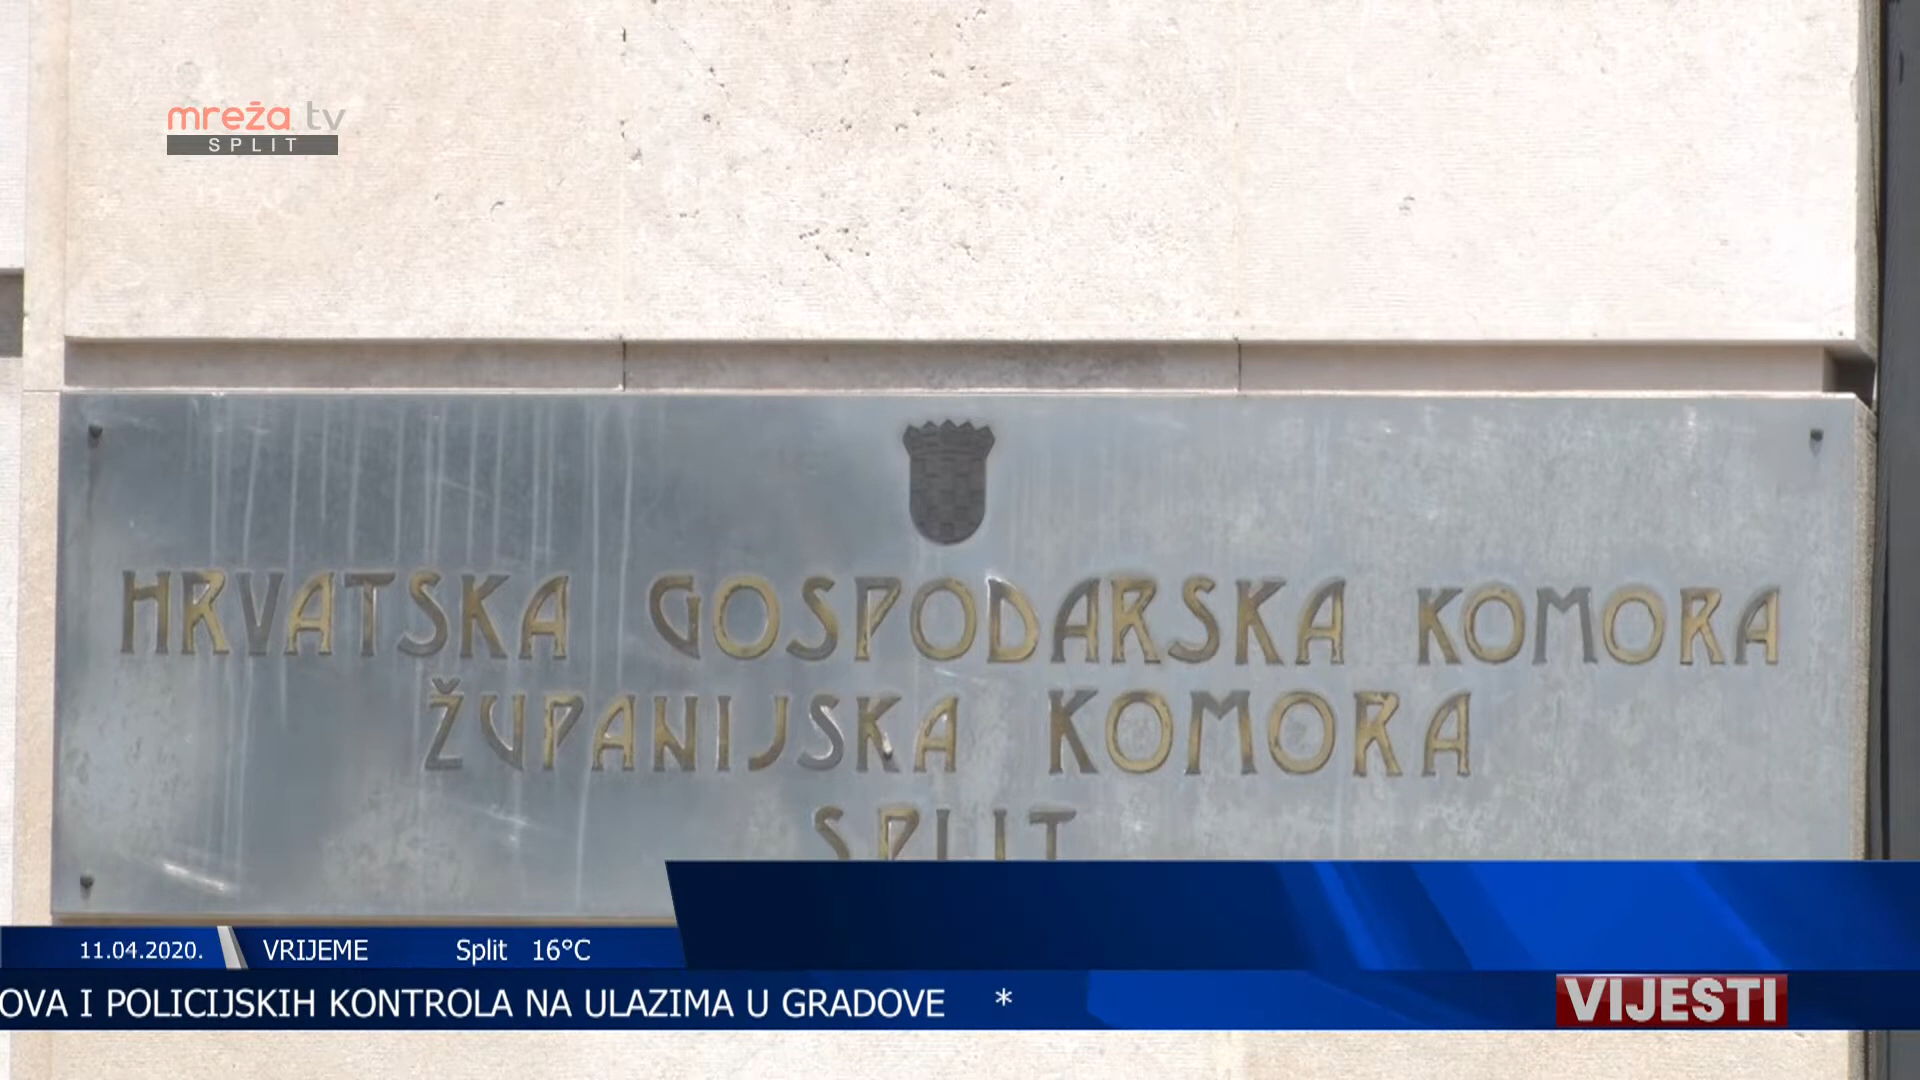 mreža tv
SPLIT
HRVATSKA GOSPODARSKA KOMORA
ŽUPANIJSKA KOMORA
SPLIT
11.04.2020. VRIJEME Split 16°C
OVA I POLICIJSKIH KONTROLA NA ULAZIMA U GRADOVE *
VIJESTI